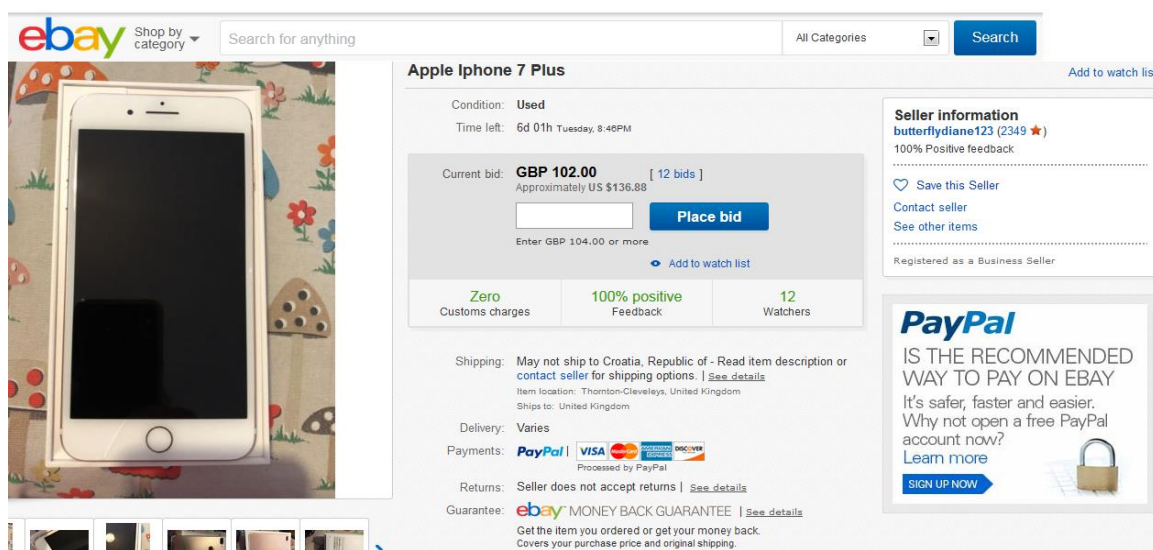 ebay
Shop by
category
Search for anything
All Categories
Search
Apple Iphone 7 Plus
Add to watch lis
Condition: Used
Time left: 6d 01h Tuesday, 8:46PM
Current bid: GBP 102.00 [ 12 bids ]
Approximately US $136.88
Place bid
Enter GBP 104.00 or more
Add to watch list
Zero
Customs charges
100% positive
Feedback
12
Watchers
Shipping: May not ship to Croatia, Republic of - Read item description or
contact seller for shipping options. | See details
Item location: Thornton-Cleveleys, United Kingdom
Ships to: United Kingdom
Delivery: Varies
Payments: PayPal | VISA MasterCard AMERICAN EXPRESS DISCOVER
Processed by PayPal
Returns: Seller does not accept returns | See details
Guarantee: ebay MONEY BACK GUARANTEE | See details
Get the item you ordered or get your money back.
Covers your purchase price and original shipping.
Seller information
butterflydiane123 (2349 ★)
100% Positive feedback
Save this Seller
Contact seller
See other items
Registered as a Business Seller
PayPal
IS THE RECOMMENDED
WAY TO PAY ON EBAY
It's safer, faster and easier.
Why not open a free PayPal
account now?
Learn more
SIGN UP NOW